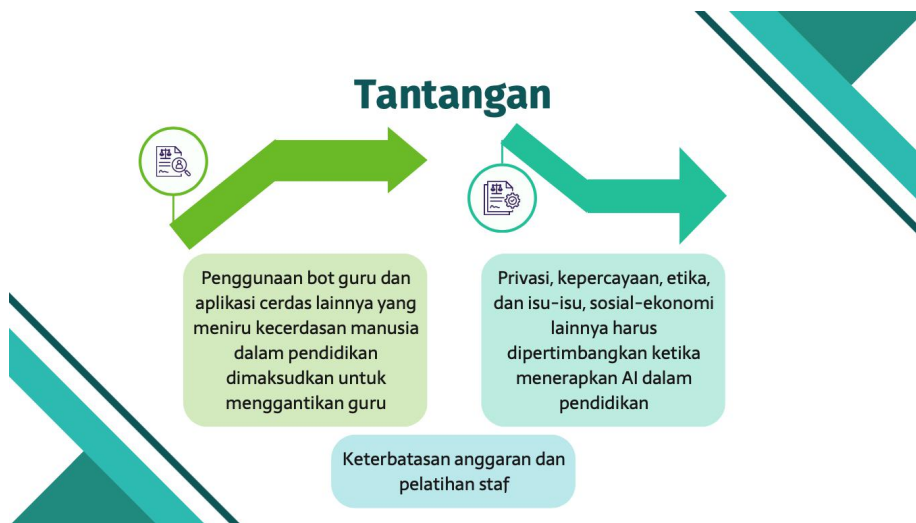 Tantangan
Penggunaan bot guru dan
aplikasi cerdas lainnya yang
meniru kecerdasan manusia
dalam pendidikan
dimaksudkan untuk
menggantikan guru
Privasi, kepercayaan, etika,
dan isu-isu, sosial-ekonomi
lainnya harus
dipertimbangkan ketika
menerapkan AI dalam
pendidikan
Keterbatasan anggaran dan
pelatihan staf